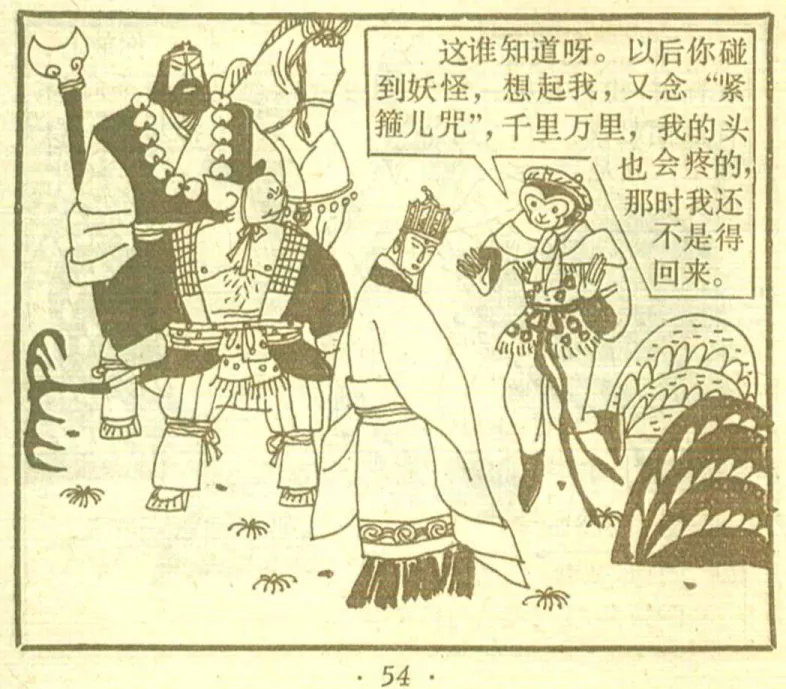 这谁知道呀。以后你碰
到妖怪，想起我，又念“紧
箍儿咒”，千里万里，我的头
也会疼的，
那时我还
不是得
回来。
· 54 ·